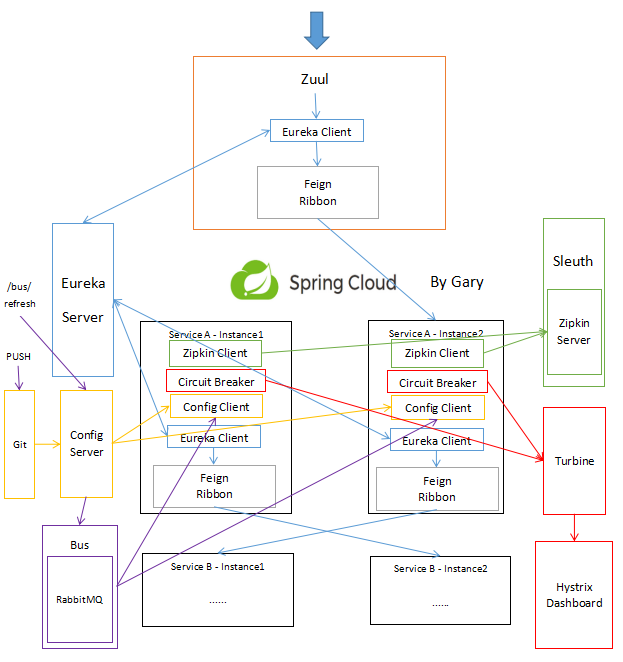 Zuul
Eureka Client
Feign
Ribbon
Eureka
Server
Spring Cloud
By Gary
Sleuth
Zipkin
Server
/bus/
refresh
PUSH
Git
Config
Server
Service A - Instance1
Zipkin Client
Circuit Breaker
Config Client
Eureka Client
Feign
Ribbon
Service A - Instance2
Zipkin Client
Circuit Breaker
Config Client
Eureka Client
Feign
Ribbon
Turbine
Bus
RabbitMQ
Service B - Instance1
......
Service B - Instance2
......
Hystrix
Dashboard